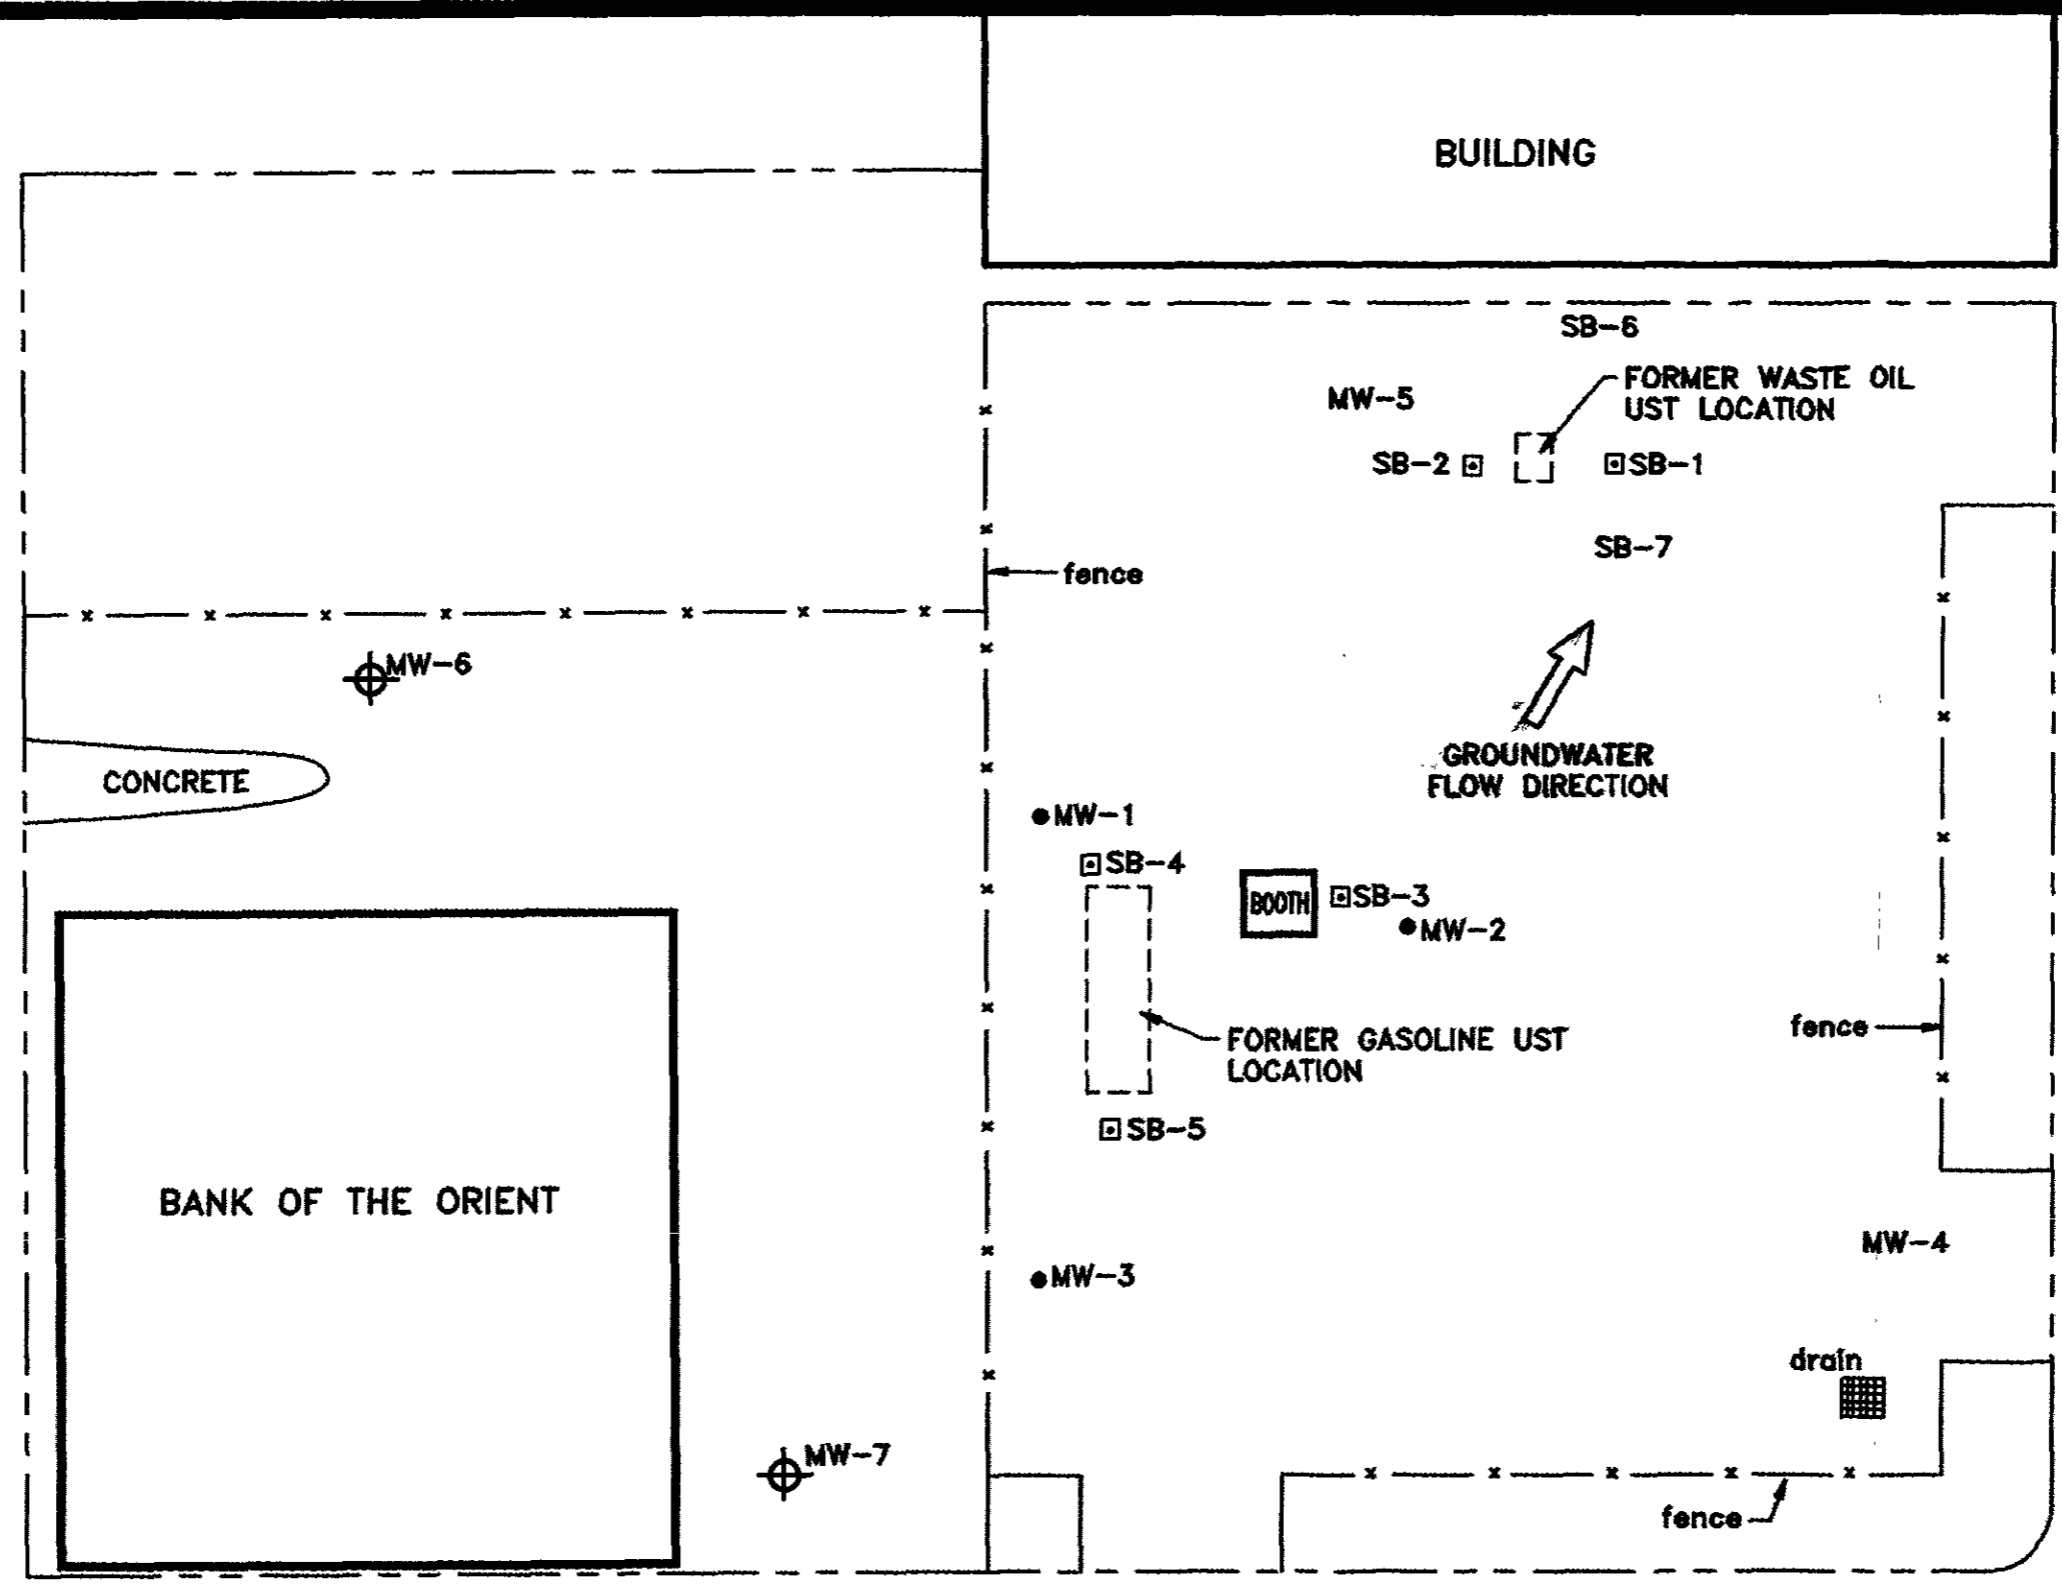 BUILDING
SB-6
FORMER WASTE OIL
UST LOCATION
MW-5
SB-2
SB-1
SB-7
fence
MW-6
GROUNDWATER
FLOW DIRECTION
CONCRETE
MW-1
SB-4
BOOTH
SB-3
MW-2
fence
FORMER GASOLINE UST
LOCATION
SB-5
BANK OF THE ORIENT
MW-4
MW-3
drain
MW-7
fence